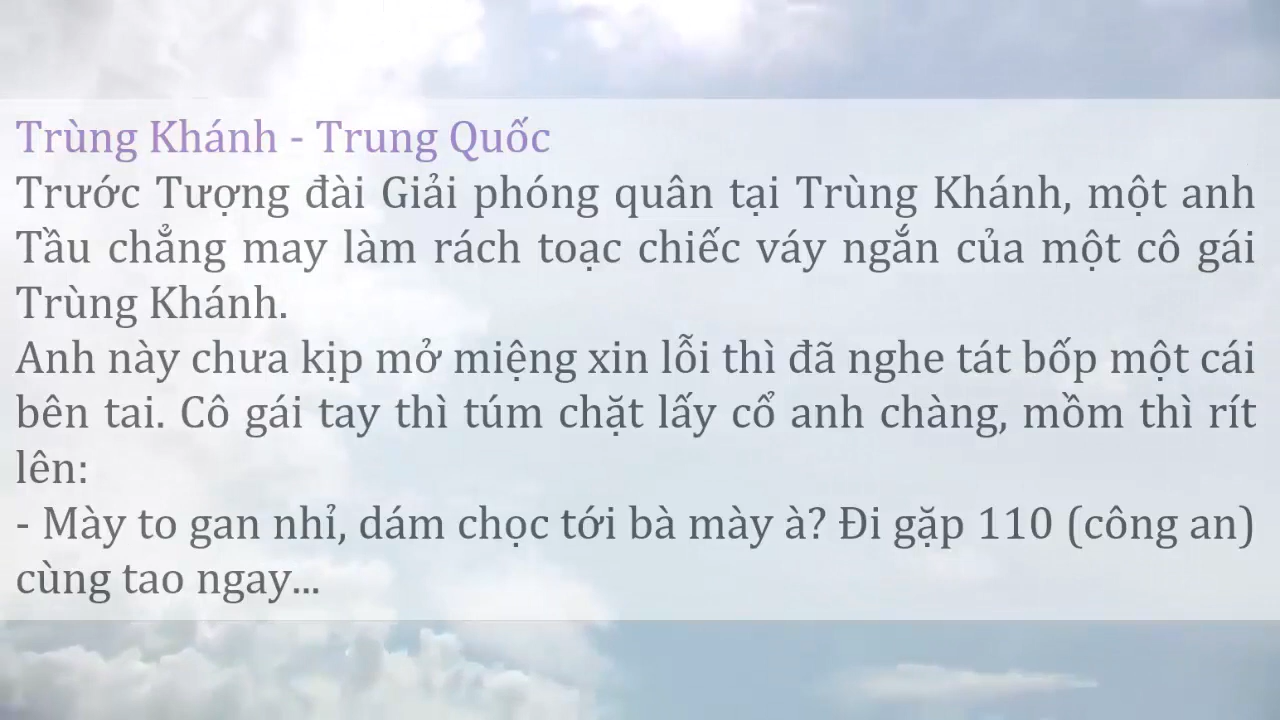 Trùng Khánh - Trung Quốc
Trước Tượng đài Giải phóng quân tại Trùng Khánh, một anh
Tầu chẳng may làm rách toạc chiếc váy ngắn của một cô gái
Trùng Khánh.
Anh này chưa kịp mở miệng xin lỗi thì đã nghe tát bốp một cái
bên tai. Cô gái tay thì túm chặt lấy cổ anh chàng, mồm thì rít
lên:
- Mày to gan nhỉ, dám chọc tới bà mày à? Đi gặp 110 (công an)
cùng tao ngay...